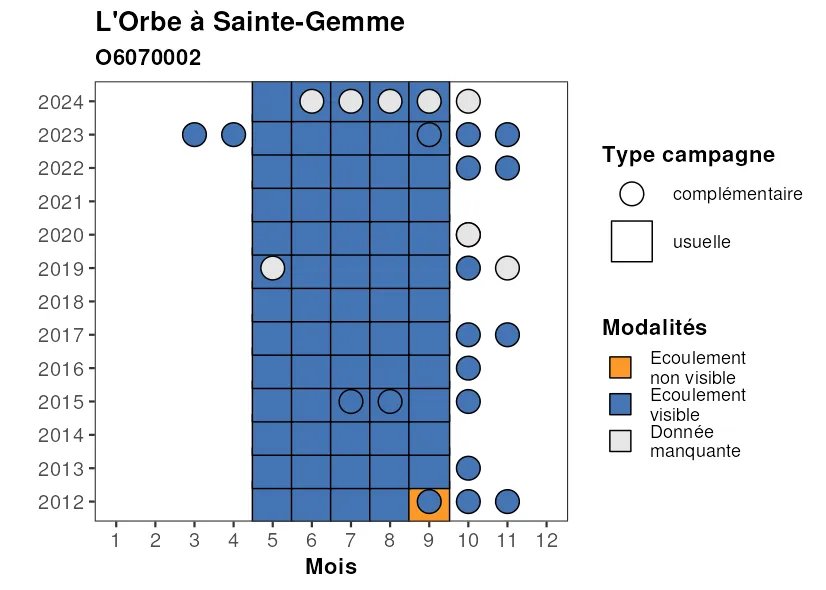 L'Orbe à Sainte-Gemme
O6070002
2024
2023
2022
2021
2020
2019
2018
2017
2016
2015
2014
2013
2012
1 2 3 4 5 6 7 8 9 10 11 12
Mois
Type campagne
complémentaire
usuelle
Modalités
Ecoulement
non visible
Ecoulement
visible
Donnée
manquante